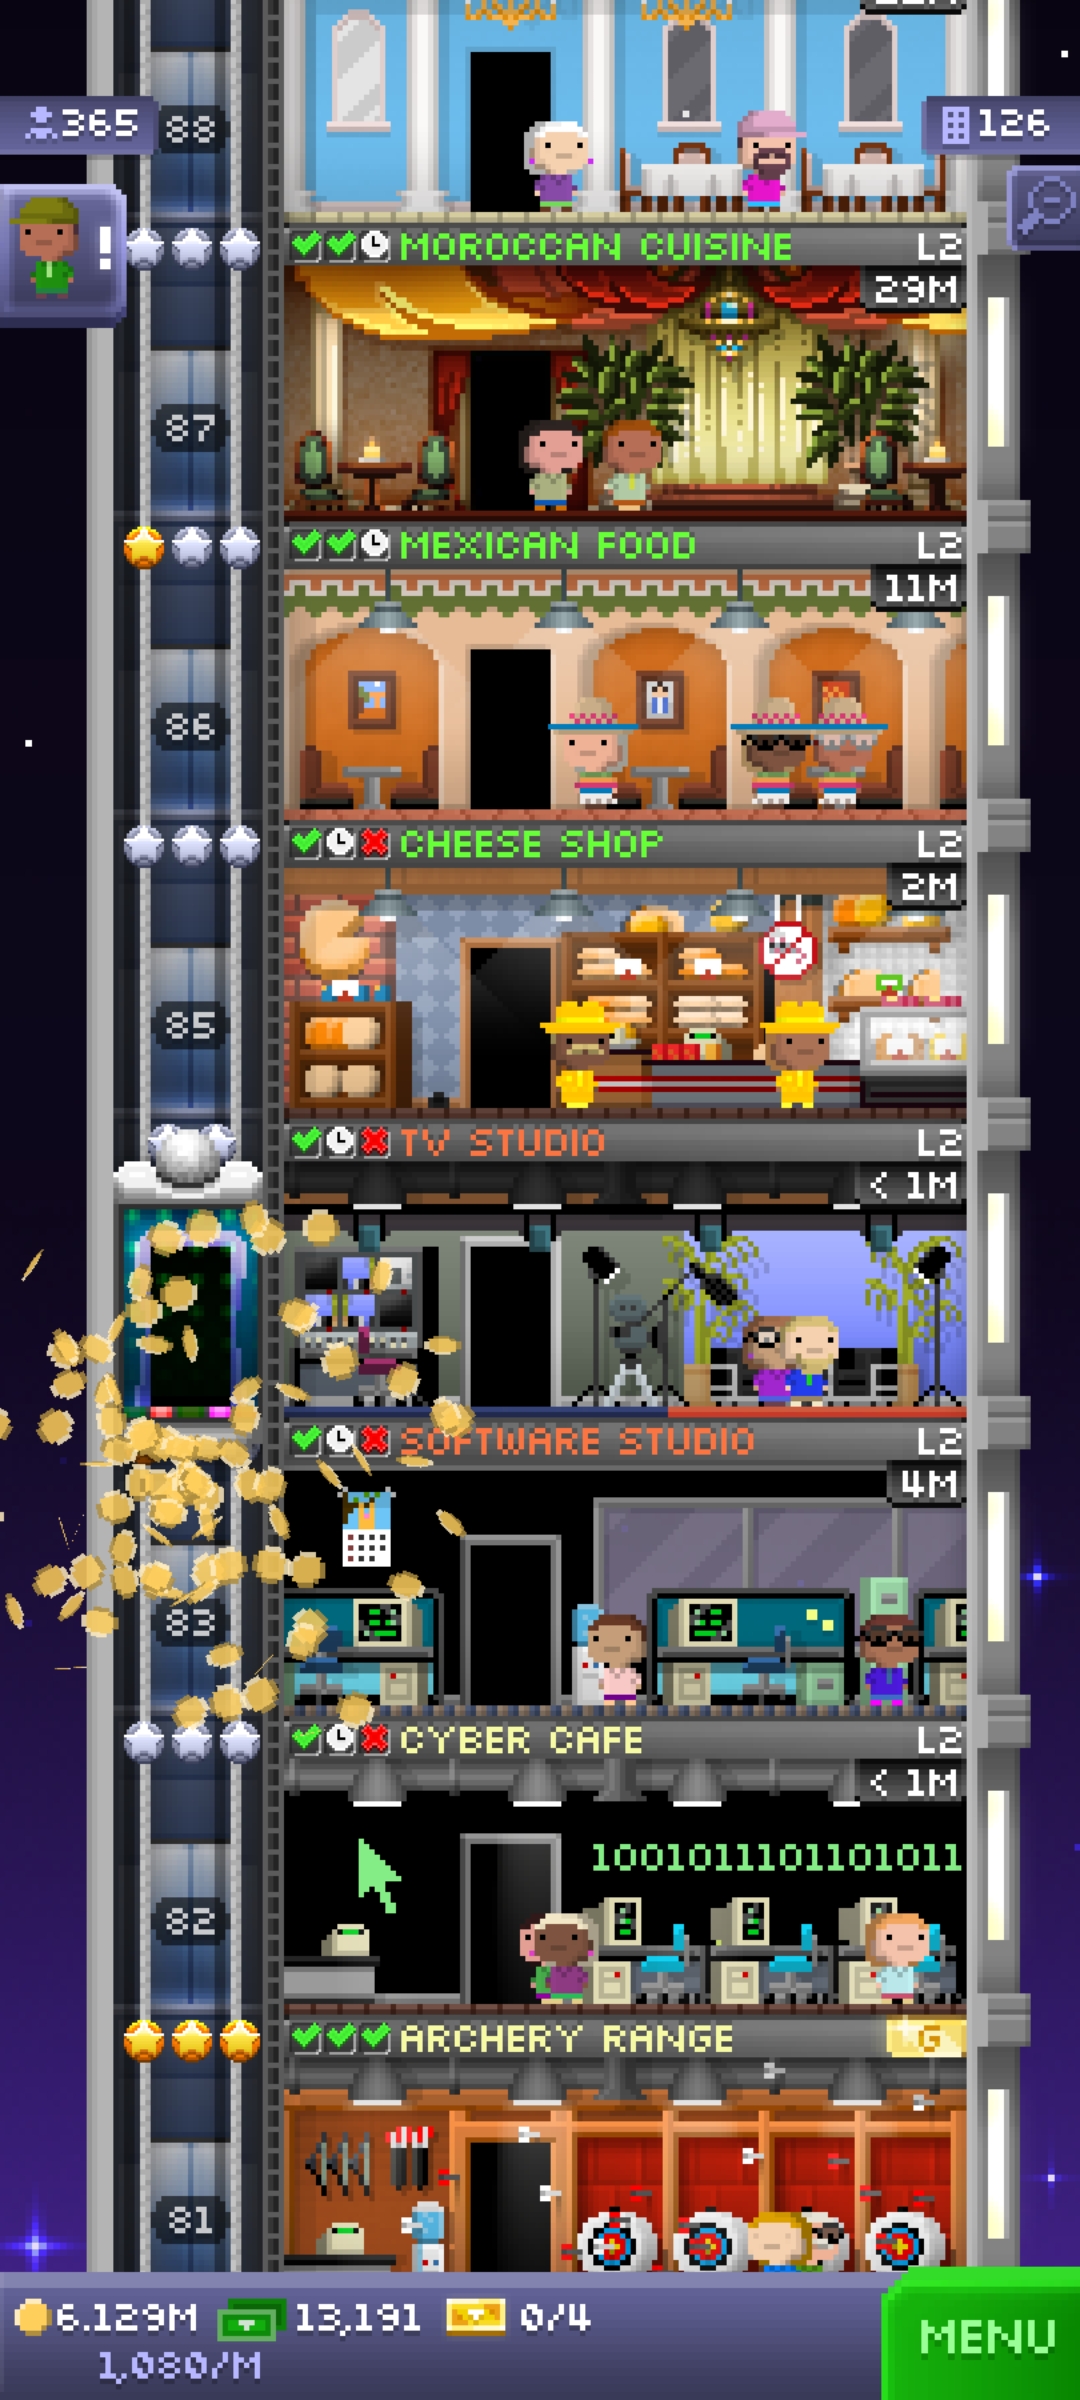 365
88
126
!
MOROCCAN CUISINE L2
29M
87
MEXICAN FOOD L2
11M
86
CHEESE SHOP L2
2M
85
TV STUDIO L2
< 1M
SOFTWARE STUDIO L2
4M
83
CYBER CAFE L2
< 1M
1001011101101011
82
ARCHERY RANGE G
81
6.129M 13,191 0/4
1,080/M
MENU